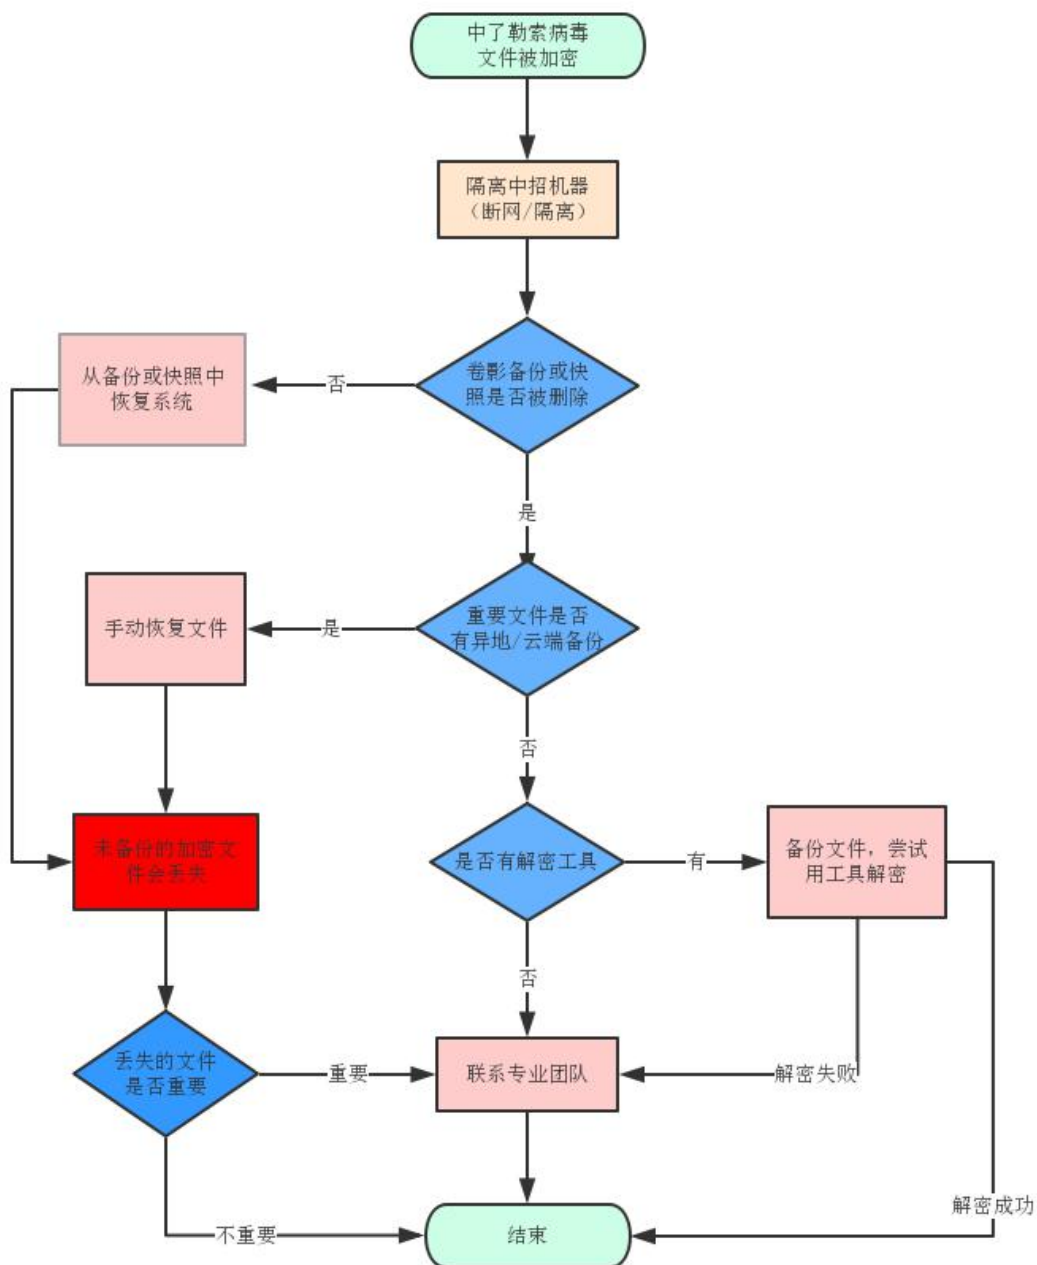 中了勒索病毒
文件被加密
隔离中招机器
（断网/隔离）
卷影备份或快
照是否被删除
否
从备份或快照中
恢复系统
是
重要文件是否
有异地/云端备份
是
手动恢复文件
否
未备份的加密文
件会丢失
是否有解密工具
有
备份文件，尝试
用工具解密
否
丢失的文件
是否重要
重要
联系专业团队
解密失败
解密成功
不重要
结束